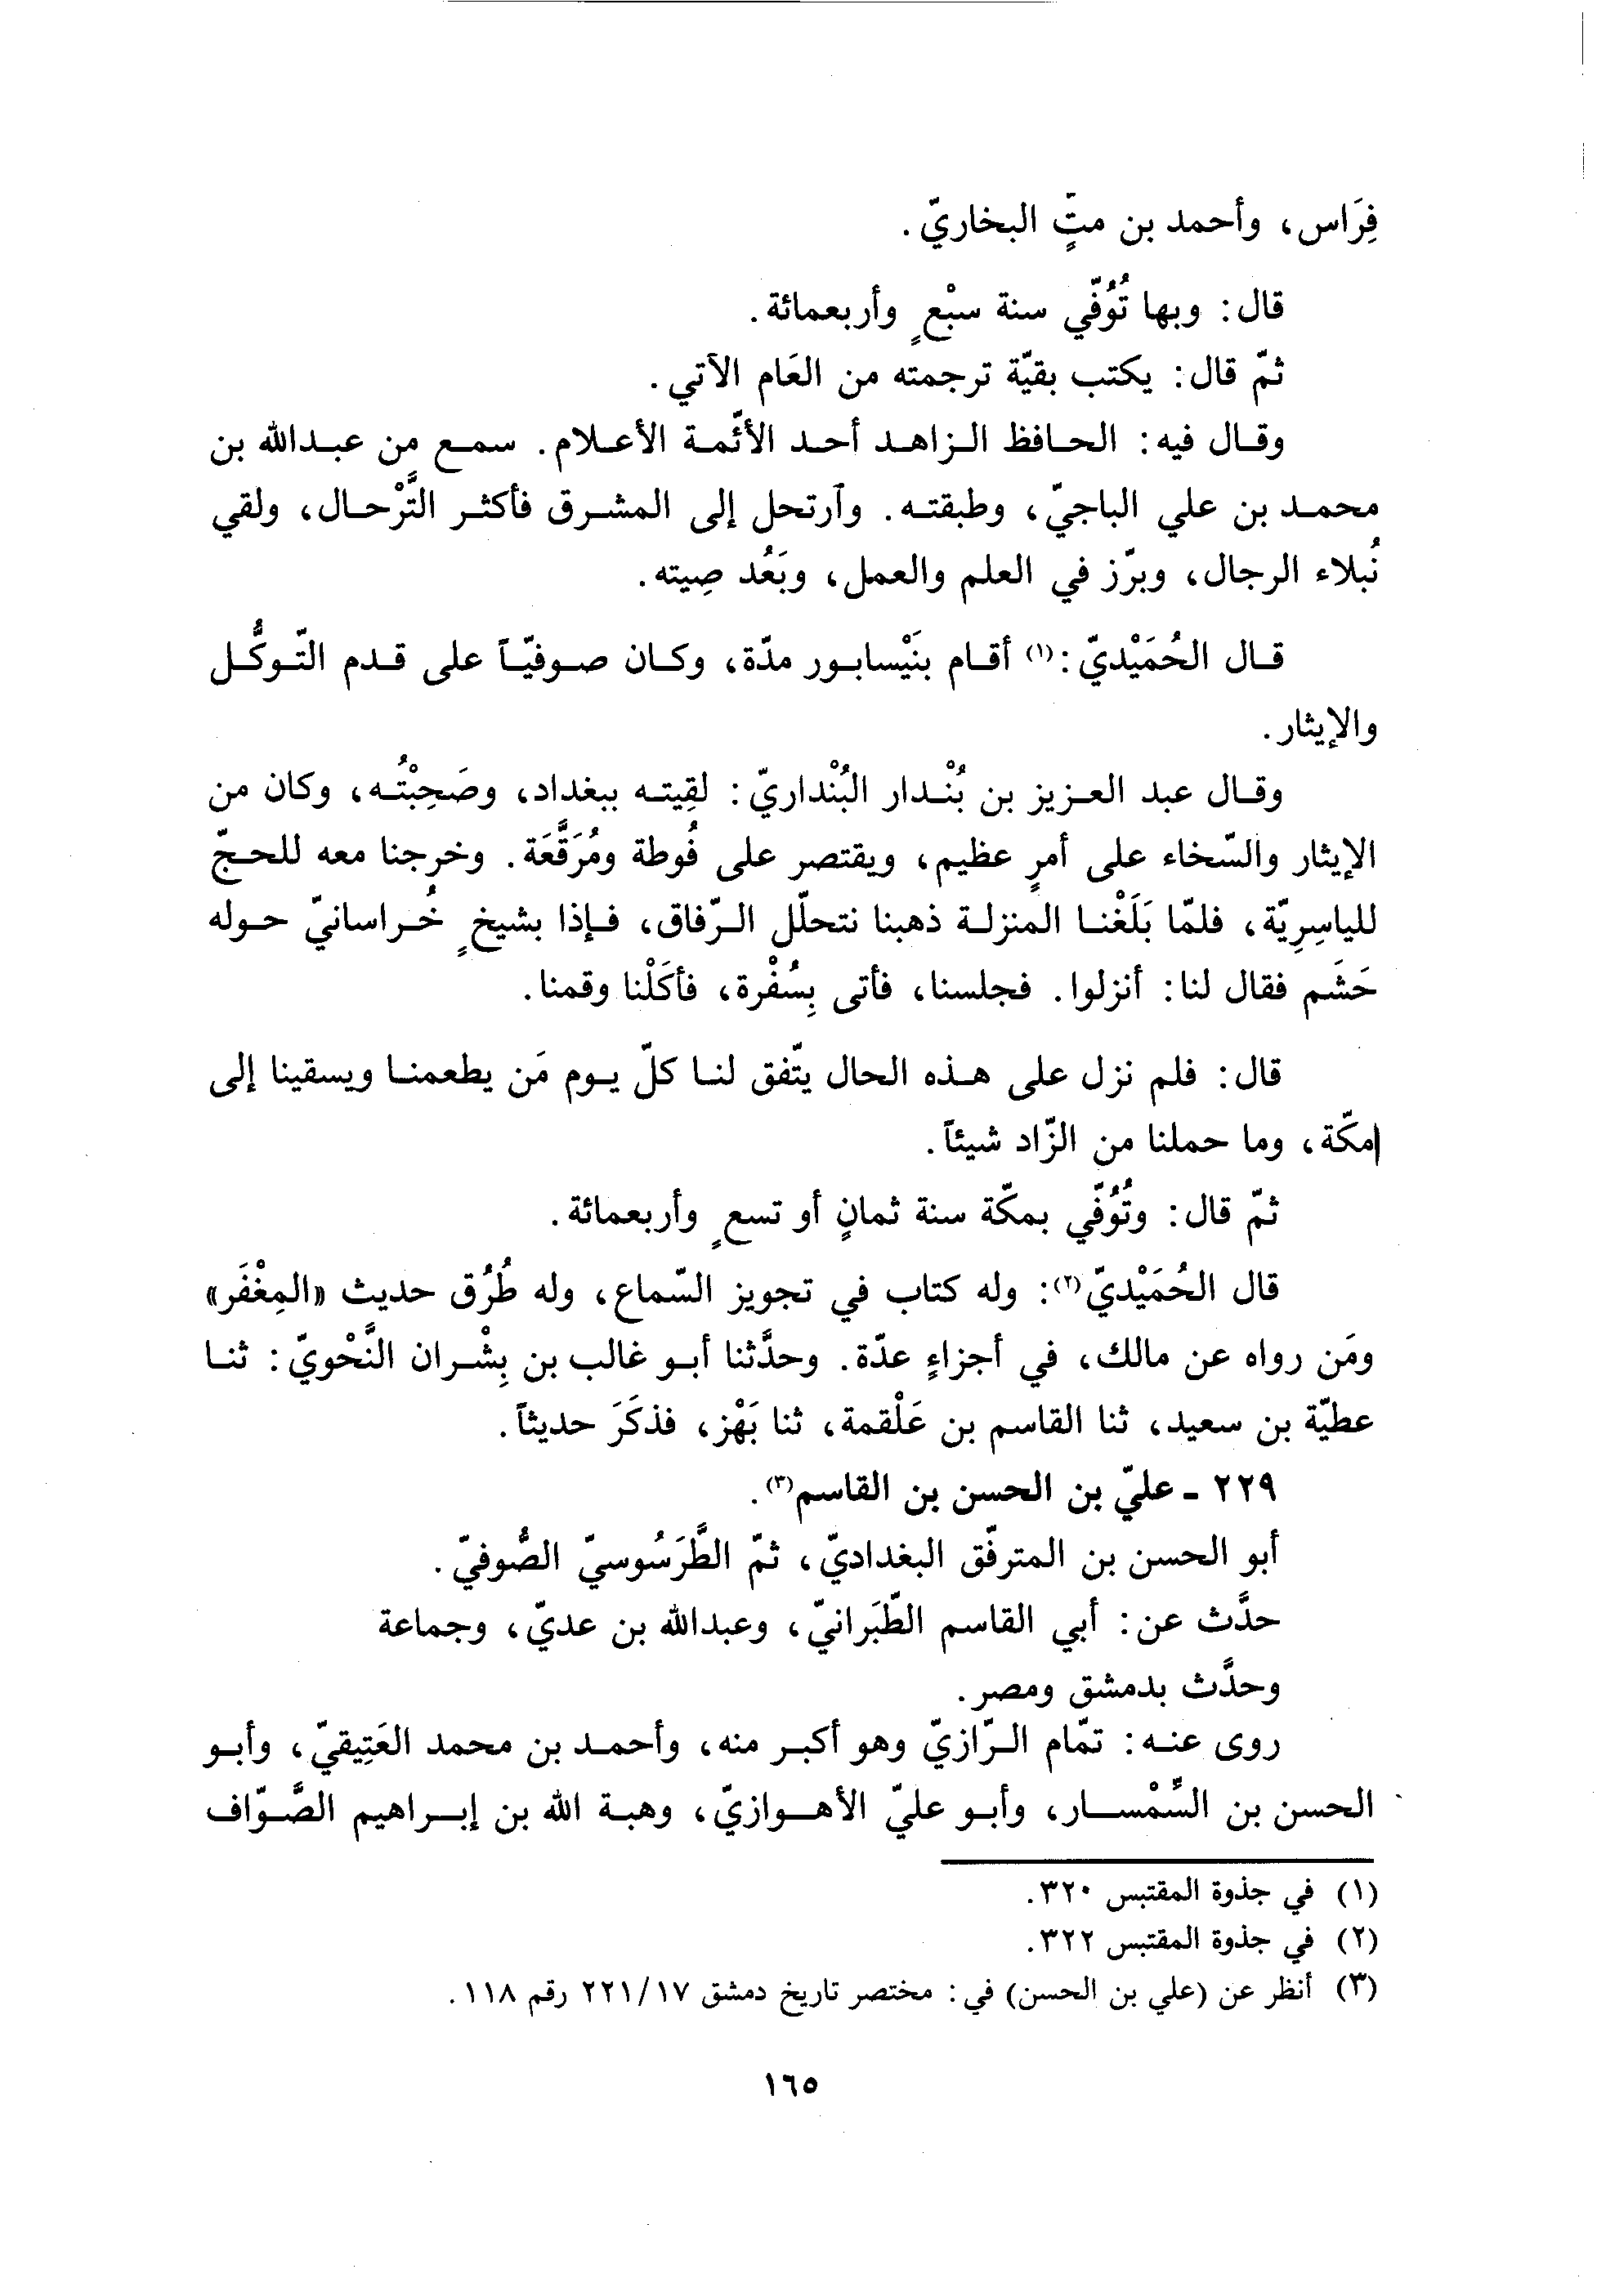 فِرَاس، وأحمد بن متٍّ البخاريّ.
قال: وبها تُوُفّي سنة سبْعٍ وأربعمائة.
ثمّ قال: يكتب بقيّة ترجمته من العَام الآتي.
وقال فيه: الحافظ الزاهد أحد الأئّمة الأعلام. سمع من عبدالله بن
محمد بن علي الباجيّ، وطبقته. وآرتحل إلى المشرق فأكثر التَّرْحال، ولقي
نُبلاء الرجال، وبرّز في العلم والعمل، وبَعُد صِيته.
قال الحُمَيْديّ:(١) أقام بنَيْسابور مدّة، وكان صوفيّاً على قدم التّوكُّل
والإيثار.
وقال عبد العزيز بن بُنْدار البُنْداريّ: لقِيته ببغداد، وصَحِبْتُه، وكان من
الإيثار والسّخاء على أمرٍ عظيم، ويقتصر على فُوطة ومُرَقَّعَة. وخرجنا معه للحجّ
للياسِرِيّة، فلمّا بَلَغْنا المنزلة ذهبنا نتحلّل الرّفاق، فإذا بشيخٍ خُراسانيّ حوله
حَشَم فقال لنا: أنزلوا. فجلسنا، فأتى بِسُفْرة، فأكَلْنا وقمنا.
قال: فلم نزل على هذه الحال يتّفق لنا كلّ يوم مَن يطعمنا ويسقينا إلى
مكّة، وما حملنا من الزّاد شيئاً.
ثمّ قال: وتُوُفّي بمكّة سنة ثمانٍ أو تسعٍ وأربعمائة.
قال الحُمَيْديّ(٢): وله كتاب في تجويز السّماع، وله طُرُق حديث «المِغْفَر»
ومَن رواه عن مالك، في أجزاءٍ عدّة. وحدَّثنا أبو غالب بن بِشْران النَّحْويّ: ثنا
عطيّة بن سعيد، ثنا القاسم بن عَلْقمة، ثنا بَهْز، فذكَرَ حديثاً.
٢٢٩ ـ عليّ بن الحسن بن القاسم(٣).
أبو الحسن بن المترفّق البغداديّ، ثمّ الطَّرَسُوسيّ الصُّوفيّ.
حدَّث عن: أبي القاسم الطّبَرانيّ، وعبدالله بن عديّ، وجماعة
وحدَّث بدمشق ومصر.
روى عنه: تمّام الرّازيّ وهو أكبر منه، وأحمد بن محمد العَتِيقيّ، وأبو
الحسن بن السِّمْسار، وأبو عليّ الأهوازيّ، وهبة الله بن إبراهيم الصَّوّاف
(١) في جذوة المقتبس ٣٢٠.
(٢) في جذوة المقتبس ٣٢٢.
(٣) أنظر عن (علي بن الحسن) في: مختصر تاريخ دمشق ٢٢١/١٧ رقم ١١٨.
١٦٥